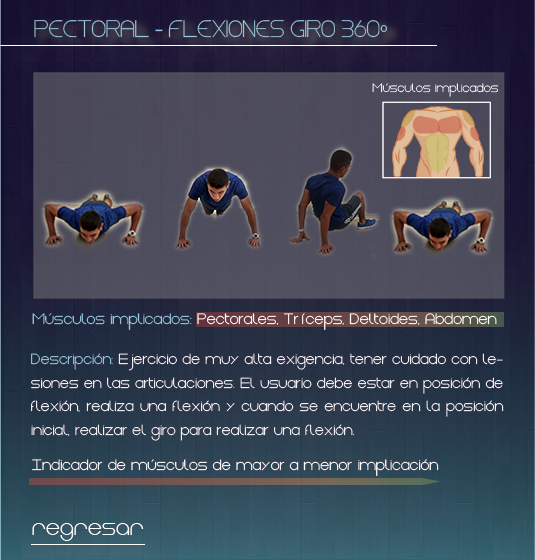 PECTORAL - FLEXIONES GIRO 360º
Músculos implicados
Músculos implicados: Pectorales, Tríceps, Deltoides, Abdomen
Descripción: Ejercicio de muy alta exigencia, tener cuidado con le-
siones en las articulaciones. El usuario debe estar en posición de
flexión, realiza una flexión y cuando se encuentre en la posición
inicial, realizar el giro para realizar una flexión.
Indicador de músculos de mayor a menor implicación
regresar